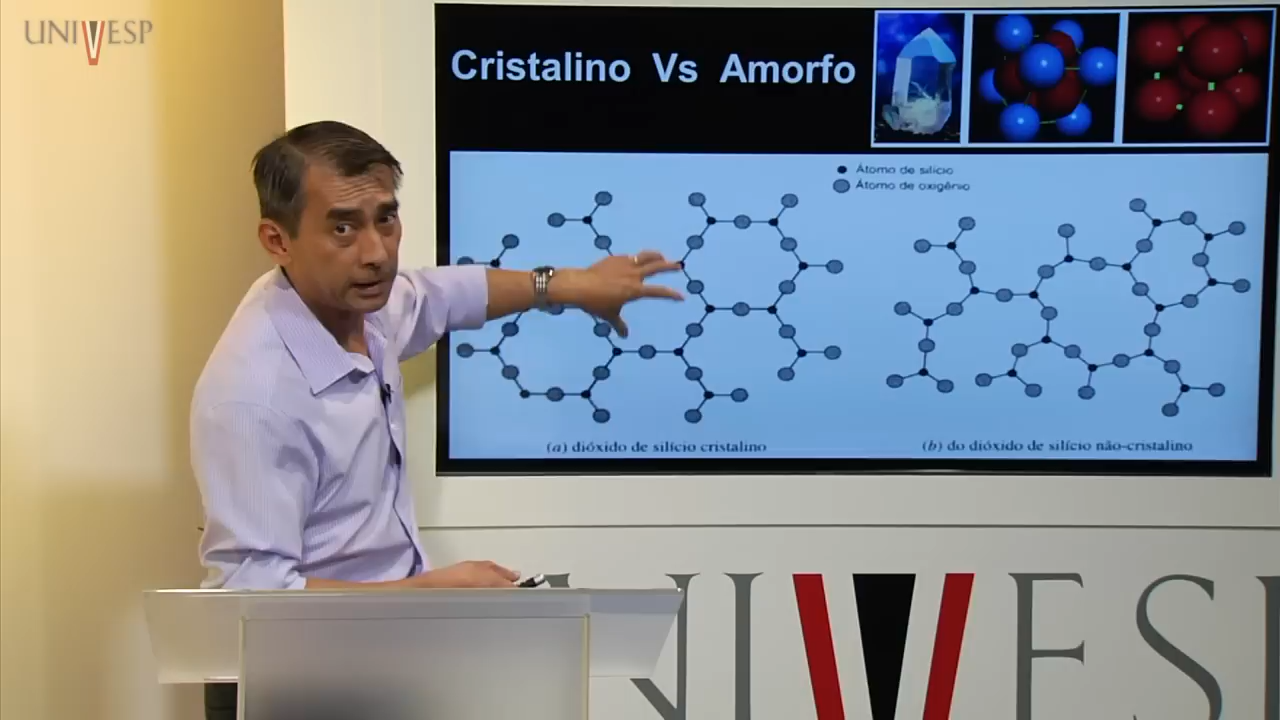 UNIVESP
Cristalino Vs Amorfo
Átomo de silício
Átomo de oxigênio
(a) dióxido de silício cristalino
(b) do dióxido de silício não-cristalino
NIVESP